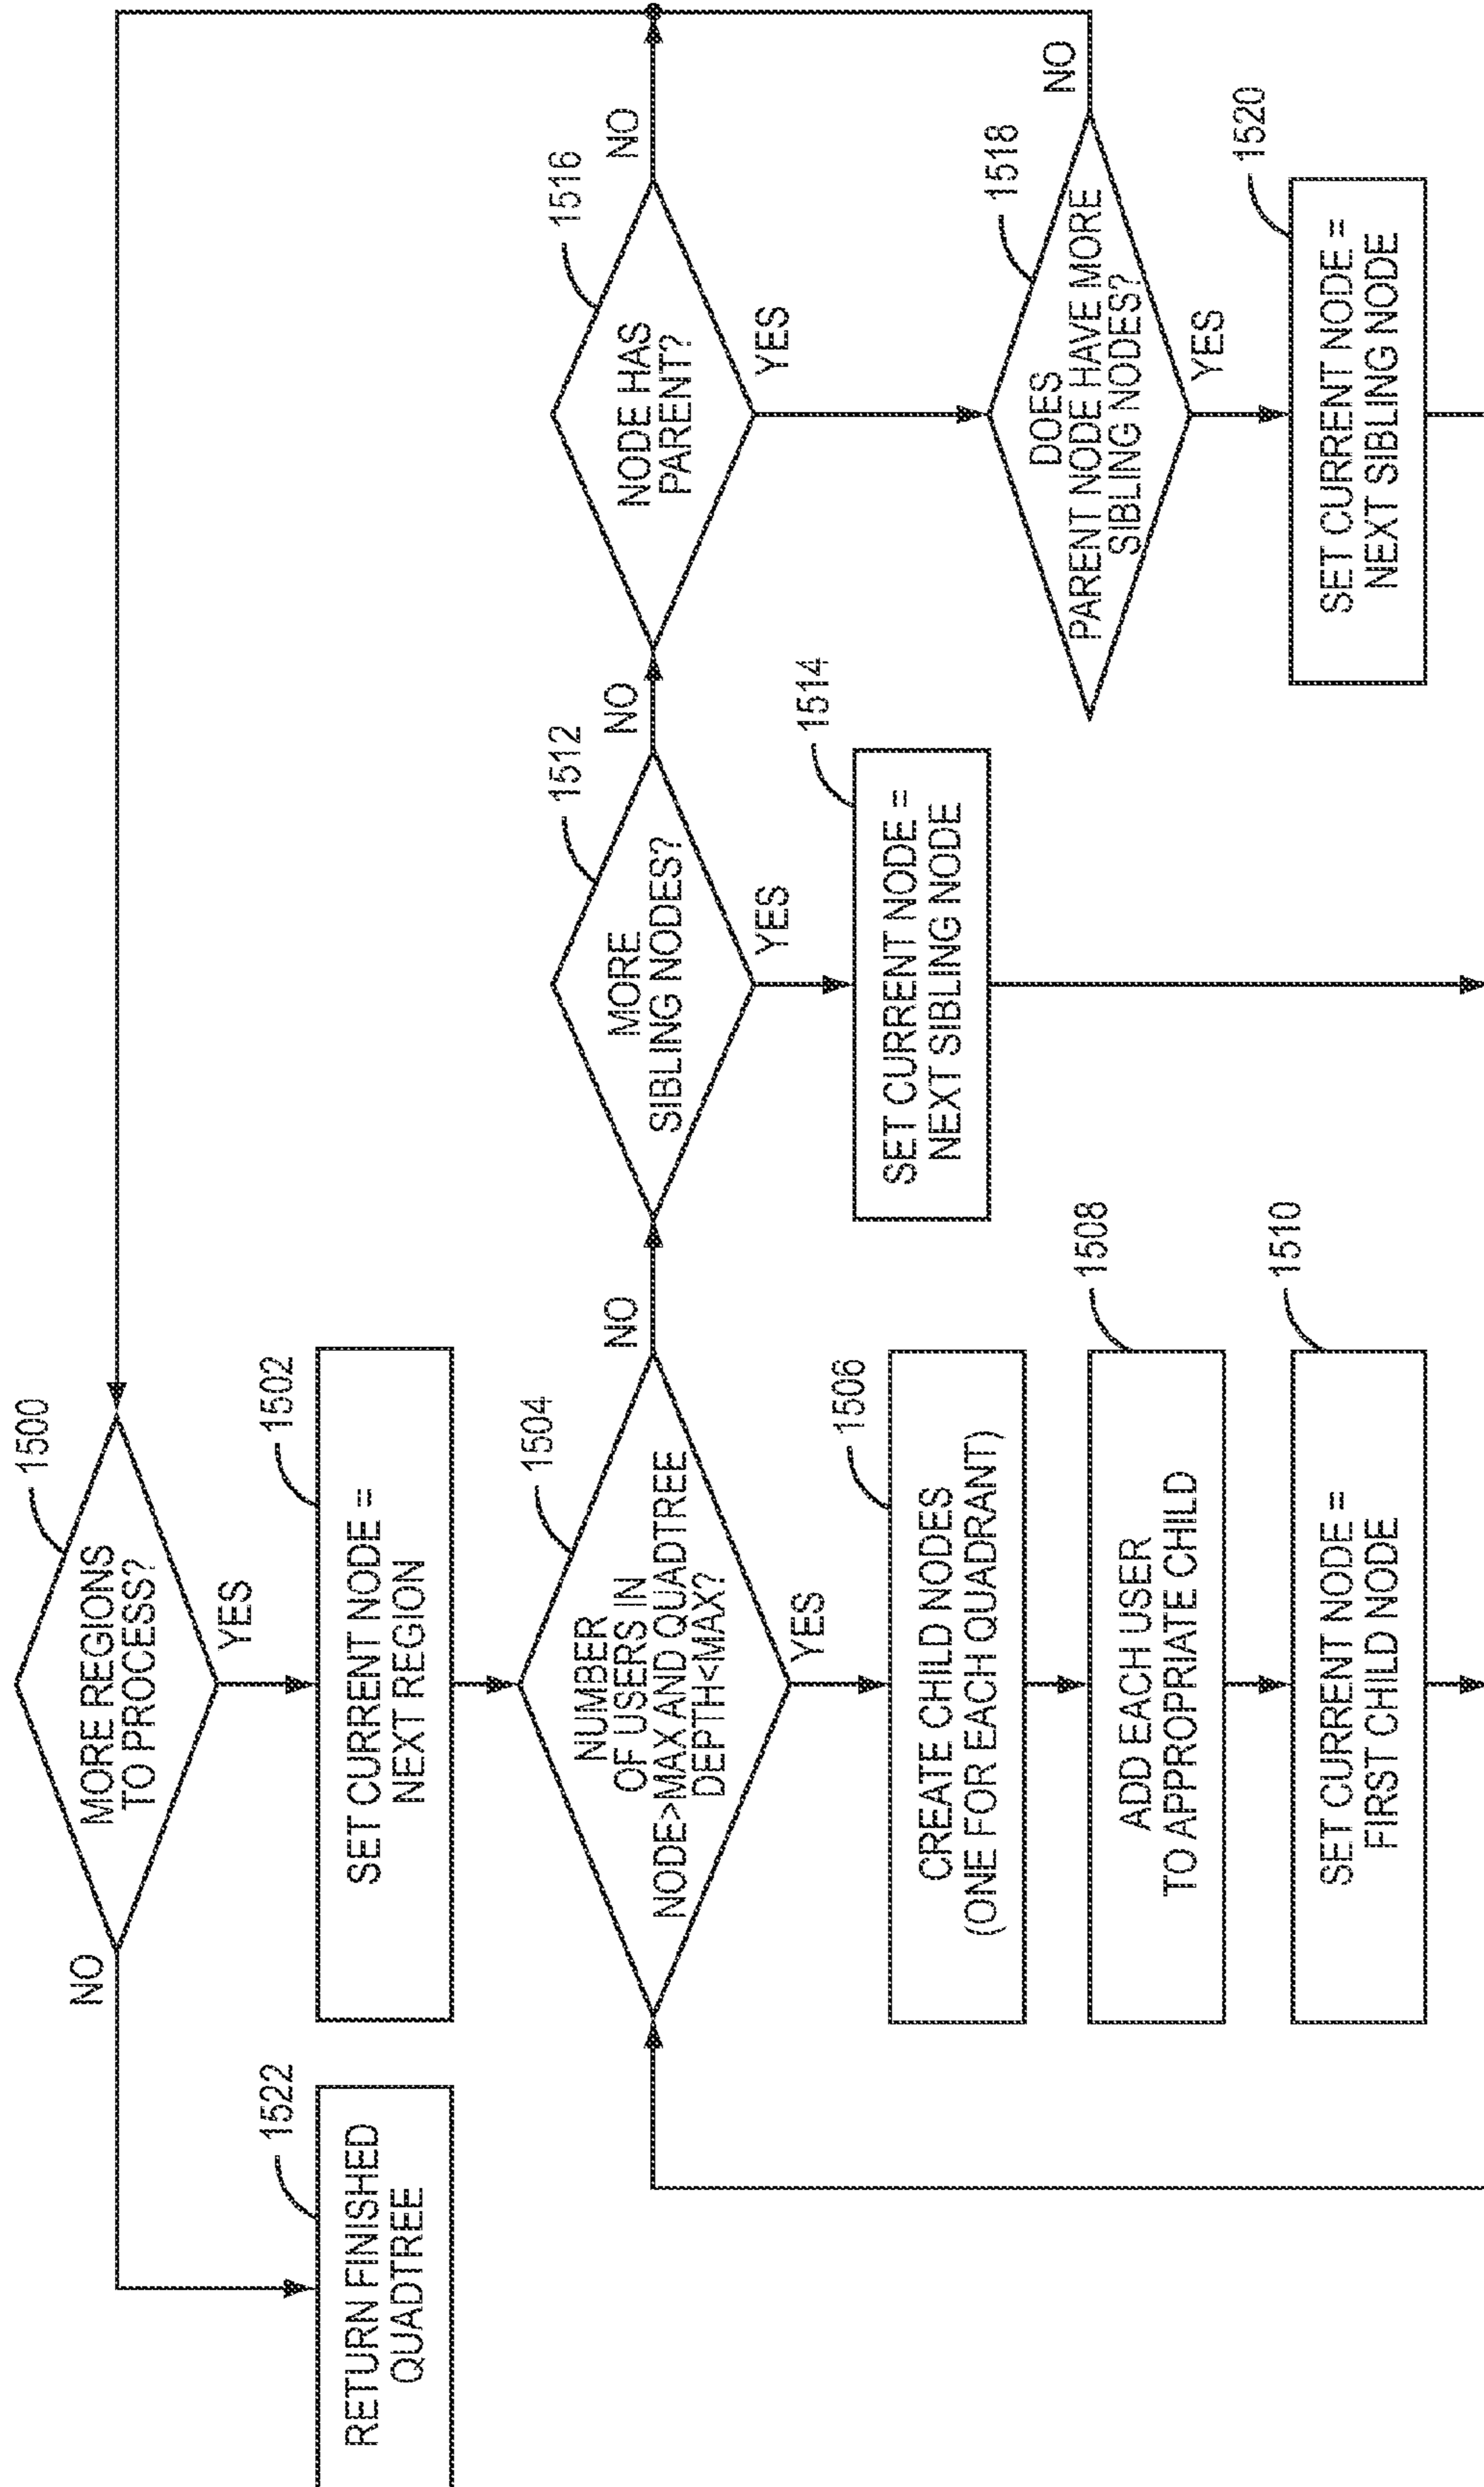 1500
MORE REGIONS
TO PROCESS?
NO
YES
1522
RETURN FINISHED
QUADTREE
1502
SET CURRENT NODE =
NEXT REGION
1504
NUMBER
OF USERS IN
NODE>MAX AND QUADTREE
DEPTH<MAX?
NO
YES
1506
CREATE CHILD NODES
(ONE FOR EACH QUADRANT)
1508
ADD EACH USER
TO APPROPRIATE CHILD
1510
SET CURRENT NODE =
FIRST CHILD NODE
1512
MORE
SIBLING NODES?
NO
YES
1514
SET CURRENT NODE =
NEXT SIBLING NODE
1516
NODE HAS
PARENT?
NO
YES
1518
DOES
PARENT NODE HAVE MORE
SIBLING NODES?
NO
YES
1520
SET CURRENT NODE =
NEXT SIBLING NODE